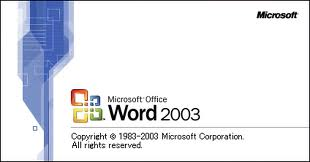 Microsoft
Microsoft Office
Word 2003
Copyright © 1983-2003 Microsoft Corporation.
All rights reserved.